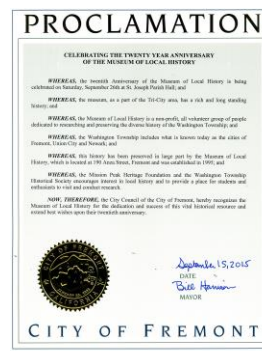 PROCLAMATION
CELEBRATING THE TWENTY YEAR ANNIVERSARY
OF THE MUSEUM OF LOCAL HISTORY
WHEREAS, the twentieth Anniversary of the Museum of Local History is being
celebrated on Saturday, September 26th at St. Joseph Parish Hall; and
WHEREAS, the museum, as a part of the Tri-City area, has a rich and long standing
history; and
WHEREAS, the Museum of Local History is a non-profit, all volunteer group of people
dedicated to researching and preserving the diverse history of the Washington Township; and
WHEREAS, the Washington Township includes what is known today as the cities of
Fremont, Union City and Newark; and
WHEREAS, this history has been preserved in large part by the Museum of Local
History, which is located at 190 Anza Street, Fremont and was established in 1995; and
WHEREAS, the Mission Peak Heritage Foundation and the Washington Township
Historical Society encourages interest in local history and to provide a place for students and
enthusiasts to visit and conduct research.
NOW, THEREFORE, the City Council of the City of Fremont, hereby recognizes the
Museum of Local History for the dedication and success of this vital historical resource and
extend best wishes upon their twentieth anniversary.
September 15, 2015
DATE
Bill Harrison
MAYOR
CITY OF FREMONT